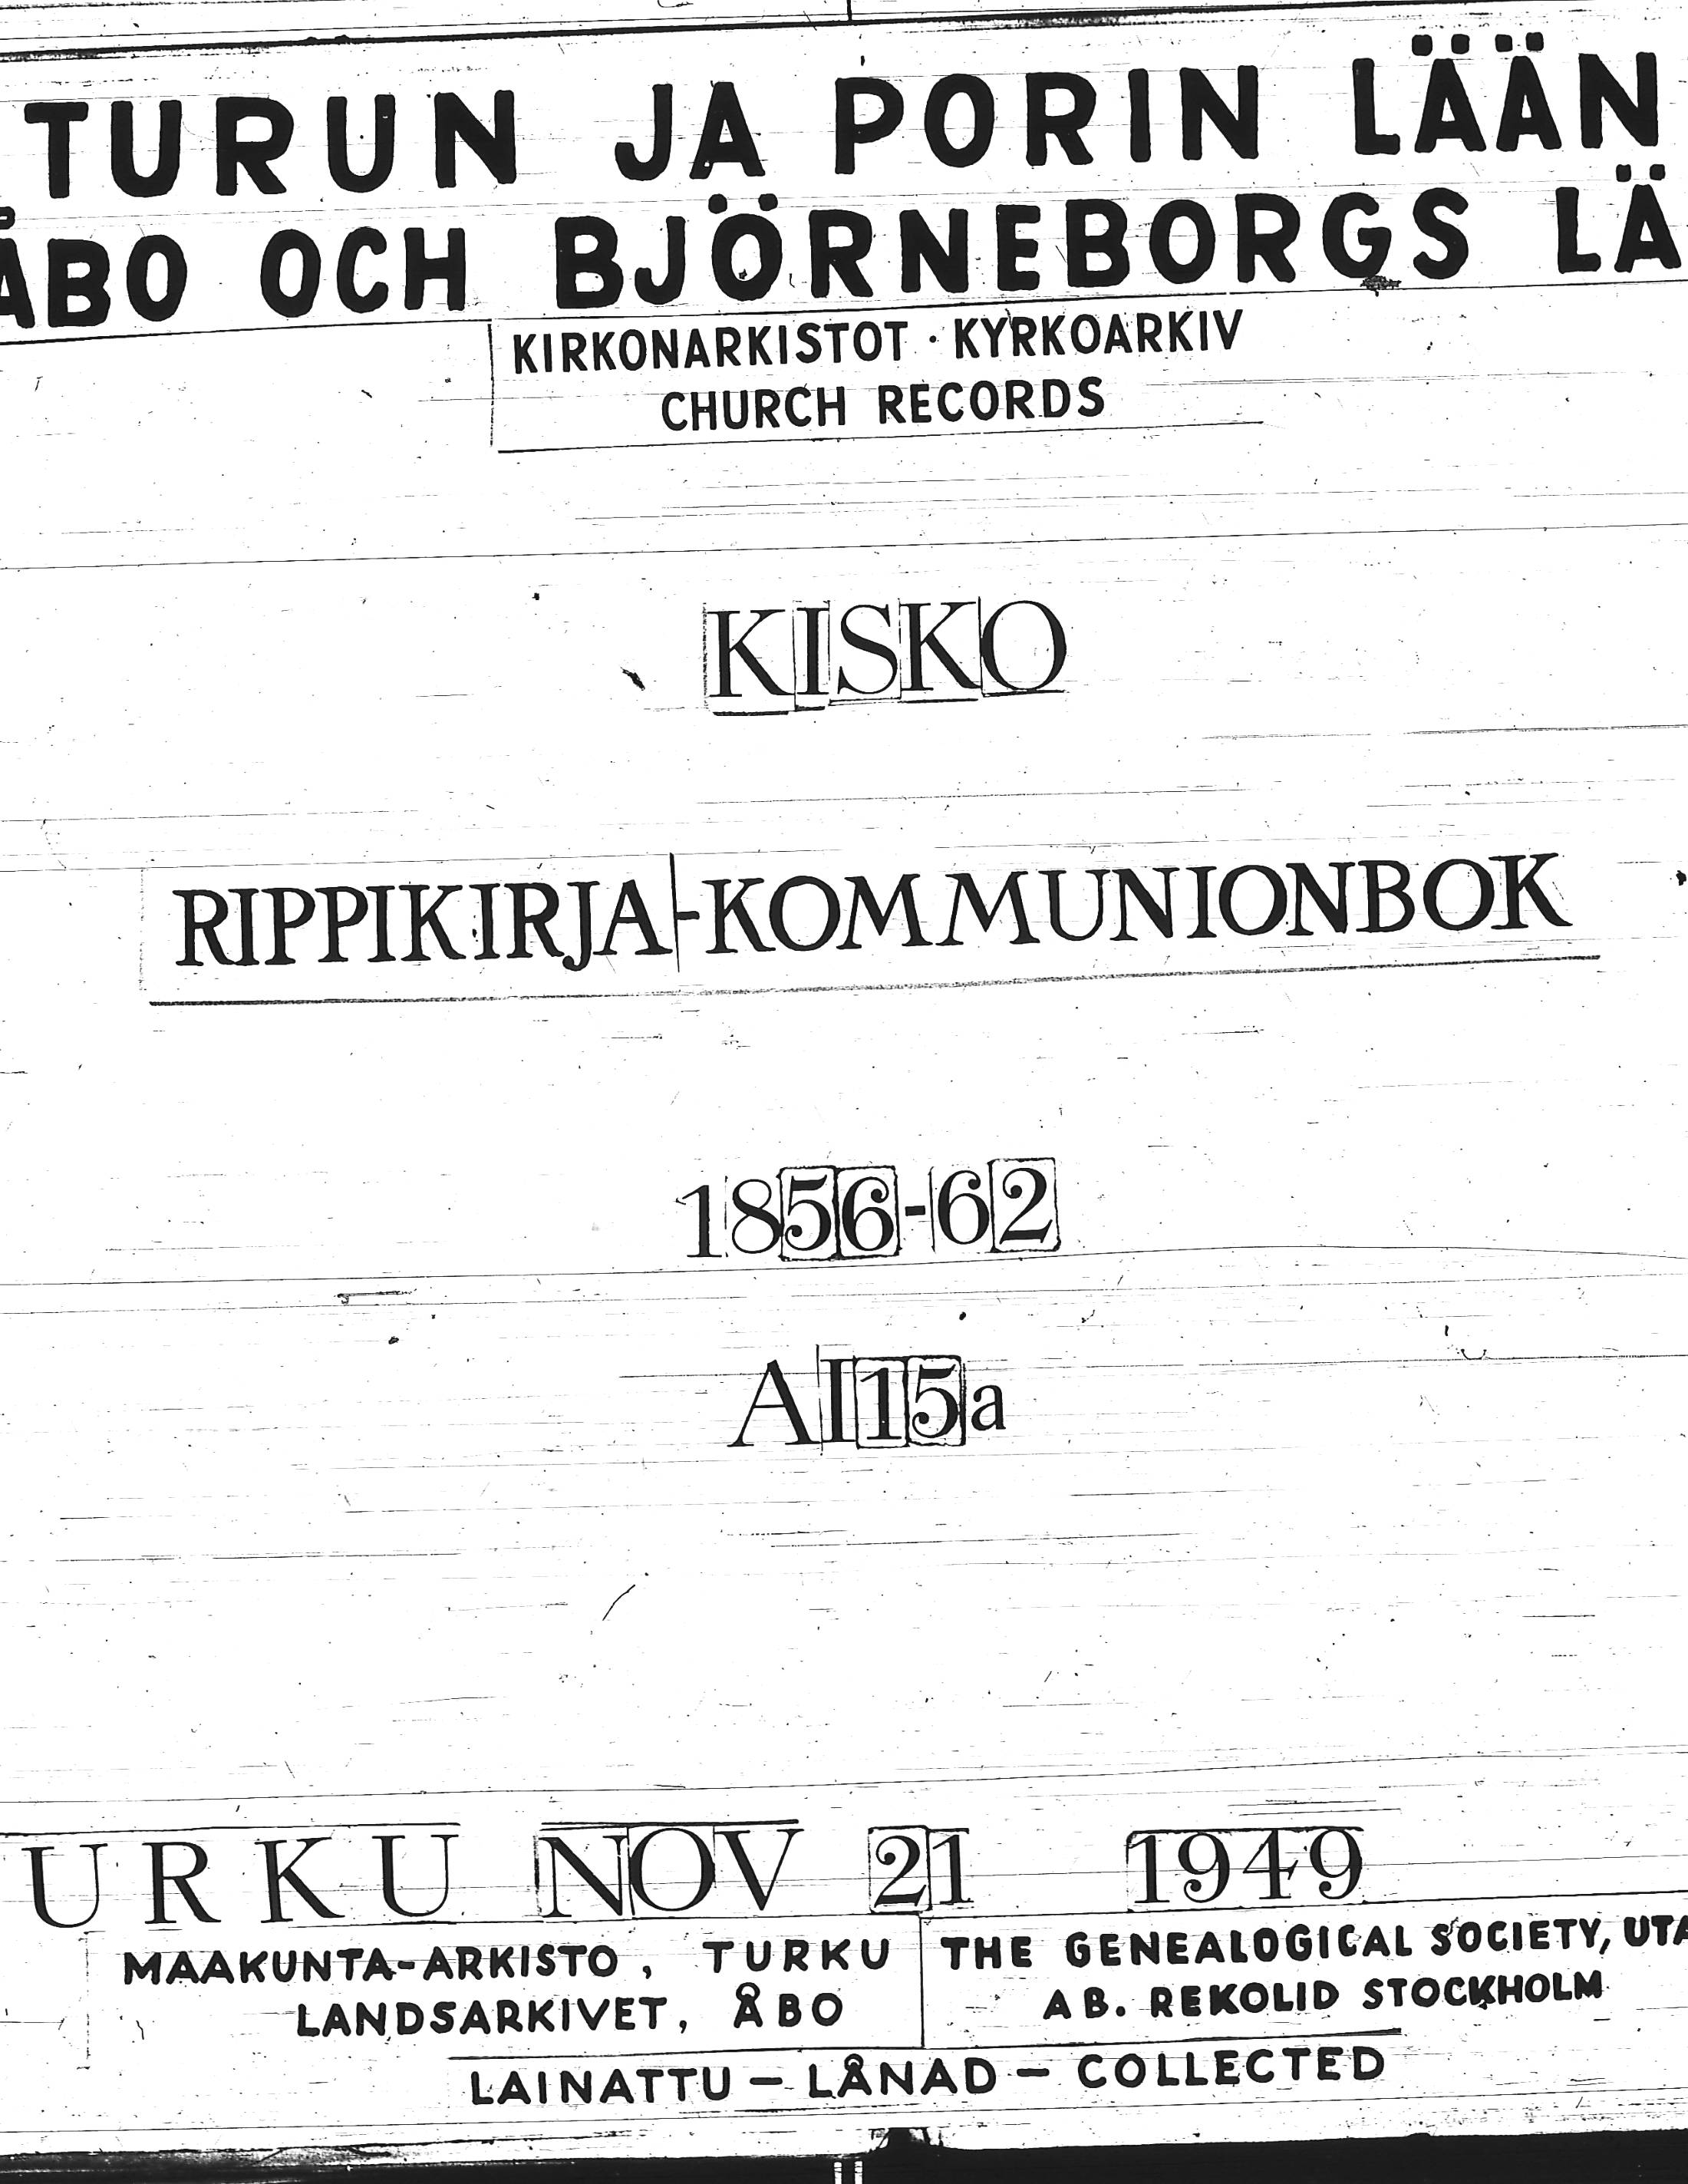 TURUN JA PORIN LÄÄN
ÅBO OCH BJÖRNEBORGS LÄ
KIRKONARKISTOT · KYRKOARKIV
CHURCH RECORDS
KISKO
RIPPIKIRJA-KOMMUNIONBOK
1856-62
AI15a
URKU NOV 21 1949
MAAKUNTA-ARKISTO, TURKU
LANDSARKIVET, ÅBO
THE GENEALOGICAL SOCIETY, UTA
AB. REKOLID STOCKHOLM
LAINATTU - LÅNAD - COLLECTED